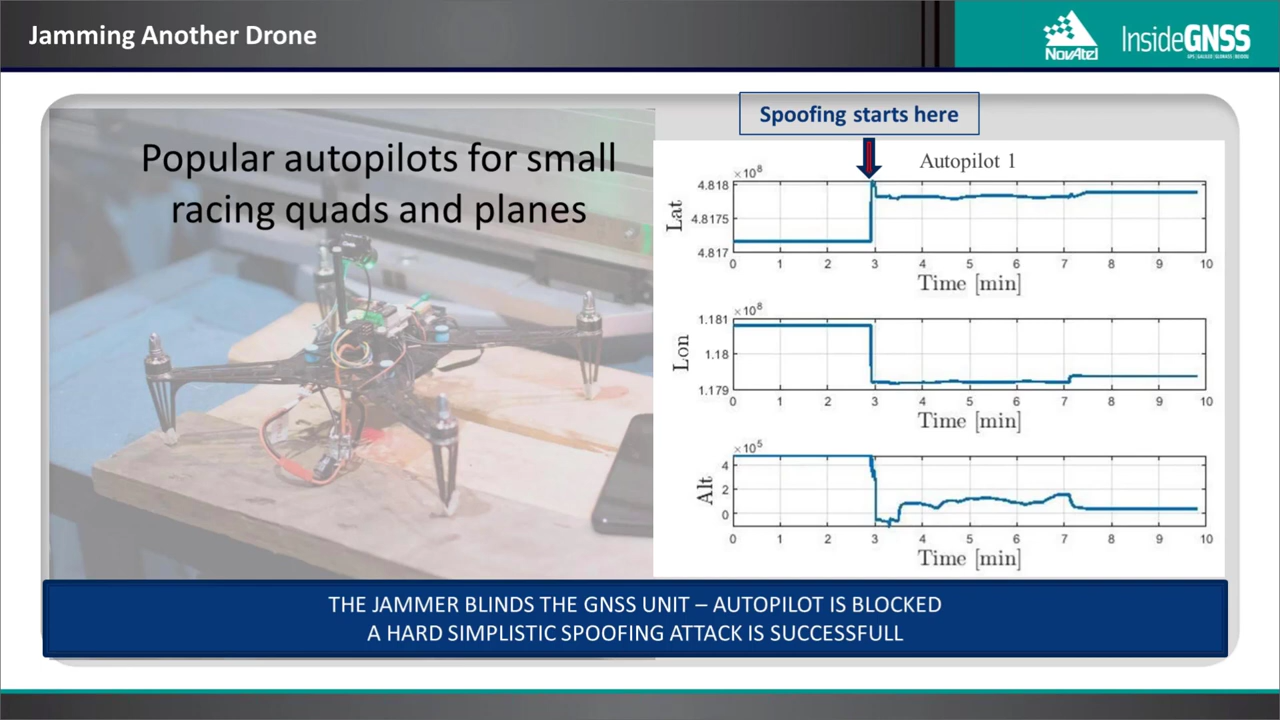 Jamming Another Drone
NovAtel
InsideGNSS
GPS | GALILEO | GLONASS | BEIDOU
Popular autopilots for small
racing quads and planes
Spoofing starts here
Autopilot 1
×10⁸
4.818
4.8175
4.817
Lat
0 1 2 3 4 5 6 7 8 9 10
Time [min]
×10⁸
1.181
1.18
1.179
Lon
0 1 2 3 4 5 6 7 8 9 10
Time [min]
×10⁵
4
2
0
Alt
0 1 2 3 4 5 6 7 8 9 10
Time [min]
THE JAMMER BLINDS THE GNSS UNIT – AUTOPILOT IS BLOCKED
A HARD SIMPLISTIC SPOOFING ATTACK IS SUCCESSFULL